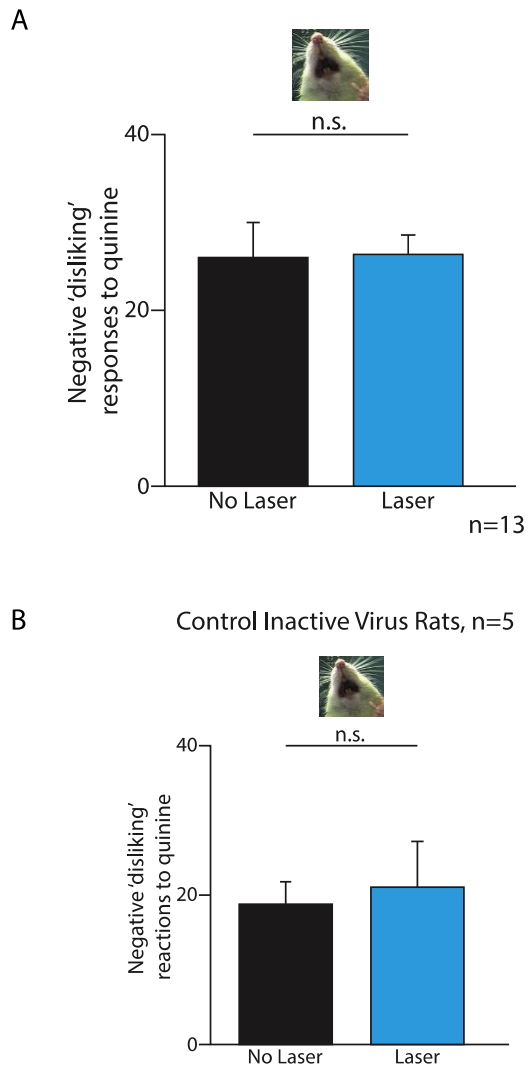 A
n.s.
40
20
0
Negative ‘disliking’
responses to quinine
No Laser
Laser
n=13
B
Control Inactive Virus Rats, n=5
n.s.
40
20
0
Negative ‘disliking’
reactions to quinine
No Laser
Laser